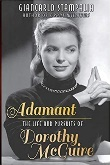 GIANCARLO STAMPALIA
Adamant
THE LIFE AND PURSUITS OF
Dorothy McGuire